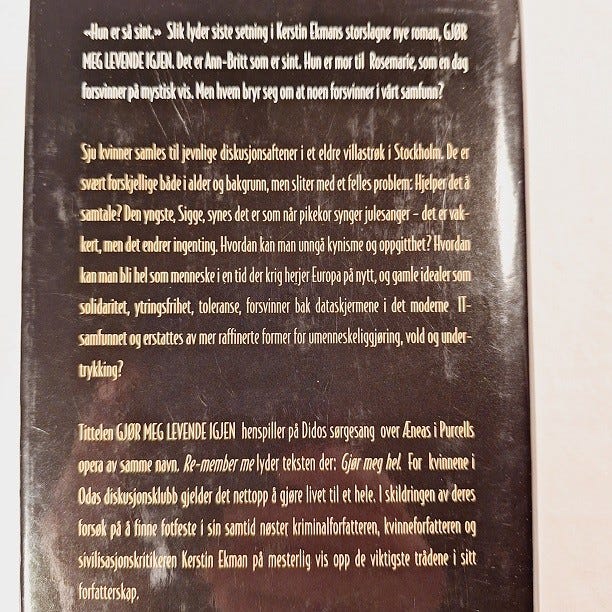 «Hun er så sint.» Slik lyder siste setning i Kerstin Ekmans storslagne nye roman, GJØR
MEG LEVENDE IGJEN. Det er Ann-Britt som er sint. Hun er mor til Rosemarie, som en dag
forsvinner på mystisk vis. Men hvem bryr seg om at noen forsvinner i vårt samfunn?
Sju kvinner samles til jevnlige diskusjonsaftener i et eldre villastrøk i Stockholm. De er
svært forskjellige både i alder og bakgrunn, men sliter med et felles problem: Hjelper det å
samtale? Den yngste, Sigge, synes det er som når pikekor synger julesanger – det er vak-
kert, men det endrer ingenting. Hvordan kan man unngå kynisme og oppgitthet? Hvordan
kan man bli hel som menneske i en tid der krig herjer Europa på nytt, og gamle idealer som
solidaritet, ytringsfrihet, toleranse, forsvinner bak dataskjermene i det moderne IT-
samfunnet og erstattes av mer raffinerte former for umenneskeliggjøring, vold og under-
trykking?
Tittelen GJØR MEG LEVENDE IGJEN henspiller på Didos sørgesang over Æneas i Purcells
opera av samme navn. Re-member me lyder teksten der: Gjør meg hel. For kvinnene i
Odas diskusjonsklubb gjelder det nettopp å gjøre livet til et hele. I skildringen av deres
forsøk på å finne fotfeste i sin samtid nøster kriminalforfatteren, kvinneforfatteren og
sivilisasjonskritikeren Kerstin Ekman på mesterlig vis opp de viktigste trådene i sitt
forfatterskap.